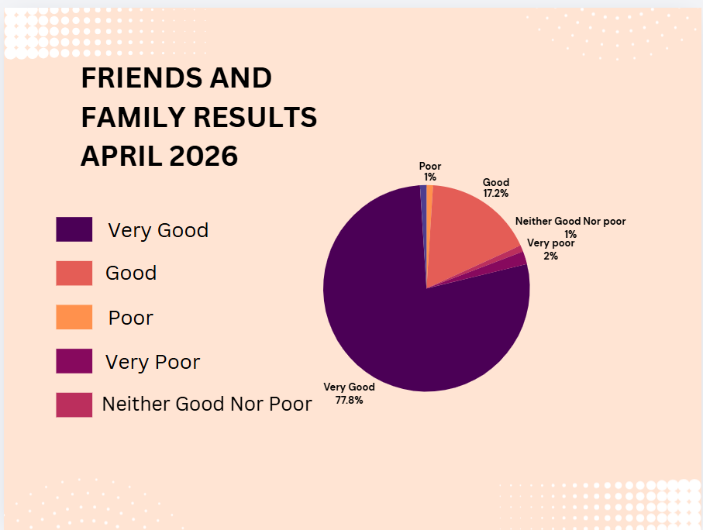 FRIENDS AND
FAMILY RESULTS
APRIL 2026
Very Good
Good
Poor
Very Poor
Neither Good Nor Poor
Poor
1%
Good
17.2%
Neither Good Nor poor
1%
Very poor
2%
Very Good
77.8%